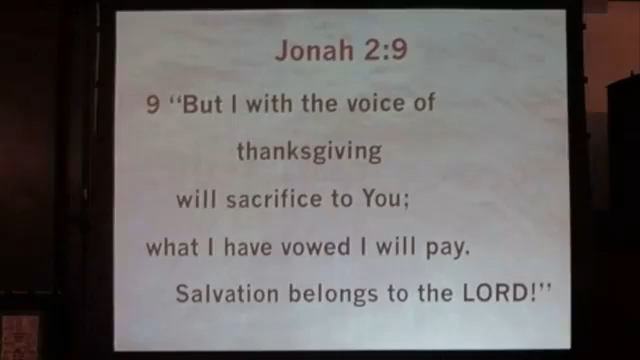 Jonah 2:9
9 “But I with the voice of
thanksgiving
will sacrifice to You;
what I have vowed I will pay.
Salvation belongs to the LORD!”